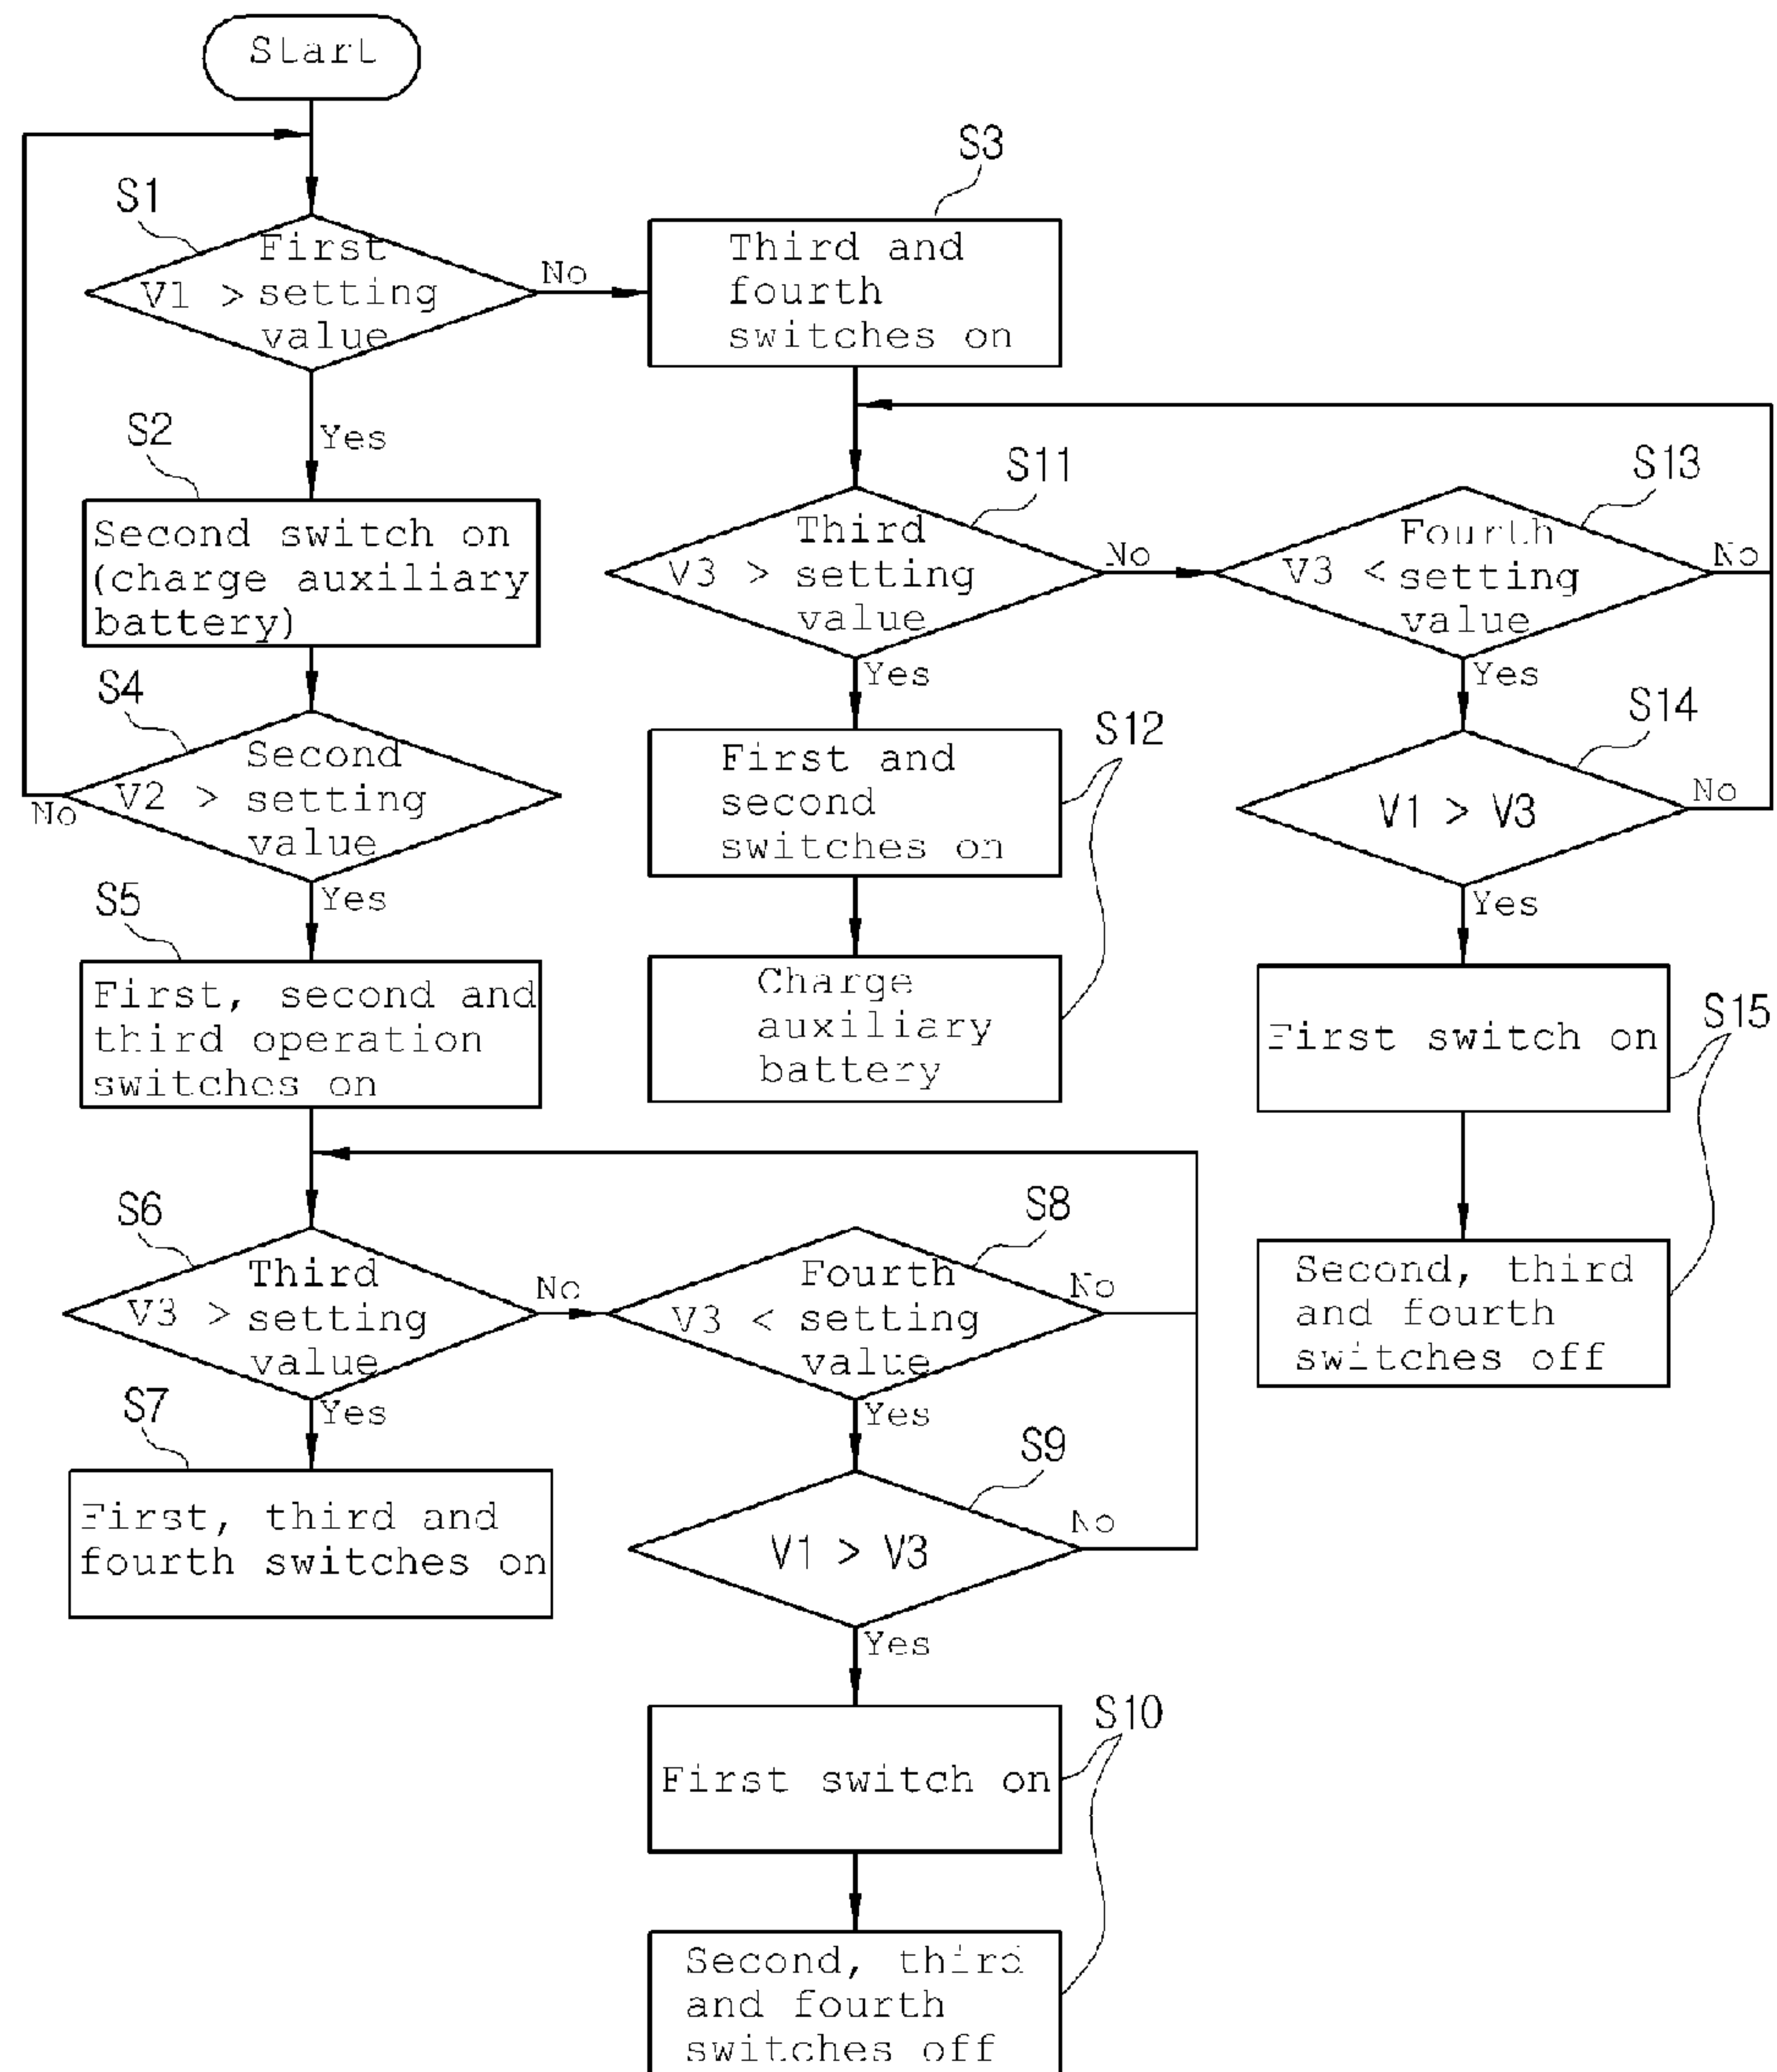 Start
S1
First
V1 > setting
value
No
Yes
S3
Third and
fourth
switches on
S2
Second switch on
(charge auxiliary
battery)
S4
Second
V2 > setting
value
No
Yes
S5
First, second and
third operation
switches on
S6
Third
V3 > setting
value
No
Yes
S7
First, third and
fourth switches on
S8
Fourth
V3 < setting
value
No
Yes
S9
V1 > V3
No
Yes
S10
First switch on
Second, third
and fourth
switches off
S11
Third
V3 > setting
value
No
Yes
S12
First and
second
switches on
Charge
auxiliary
battery
S13
Fourth
V3 < setting
value
No
Yes
S14
V1 > V3
No
Yes
S15
First switch on
Second, third
and fourth
switches off